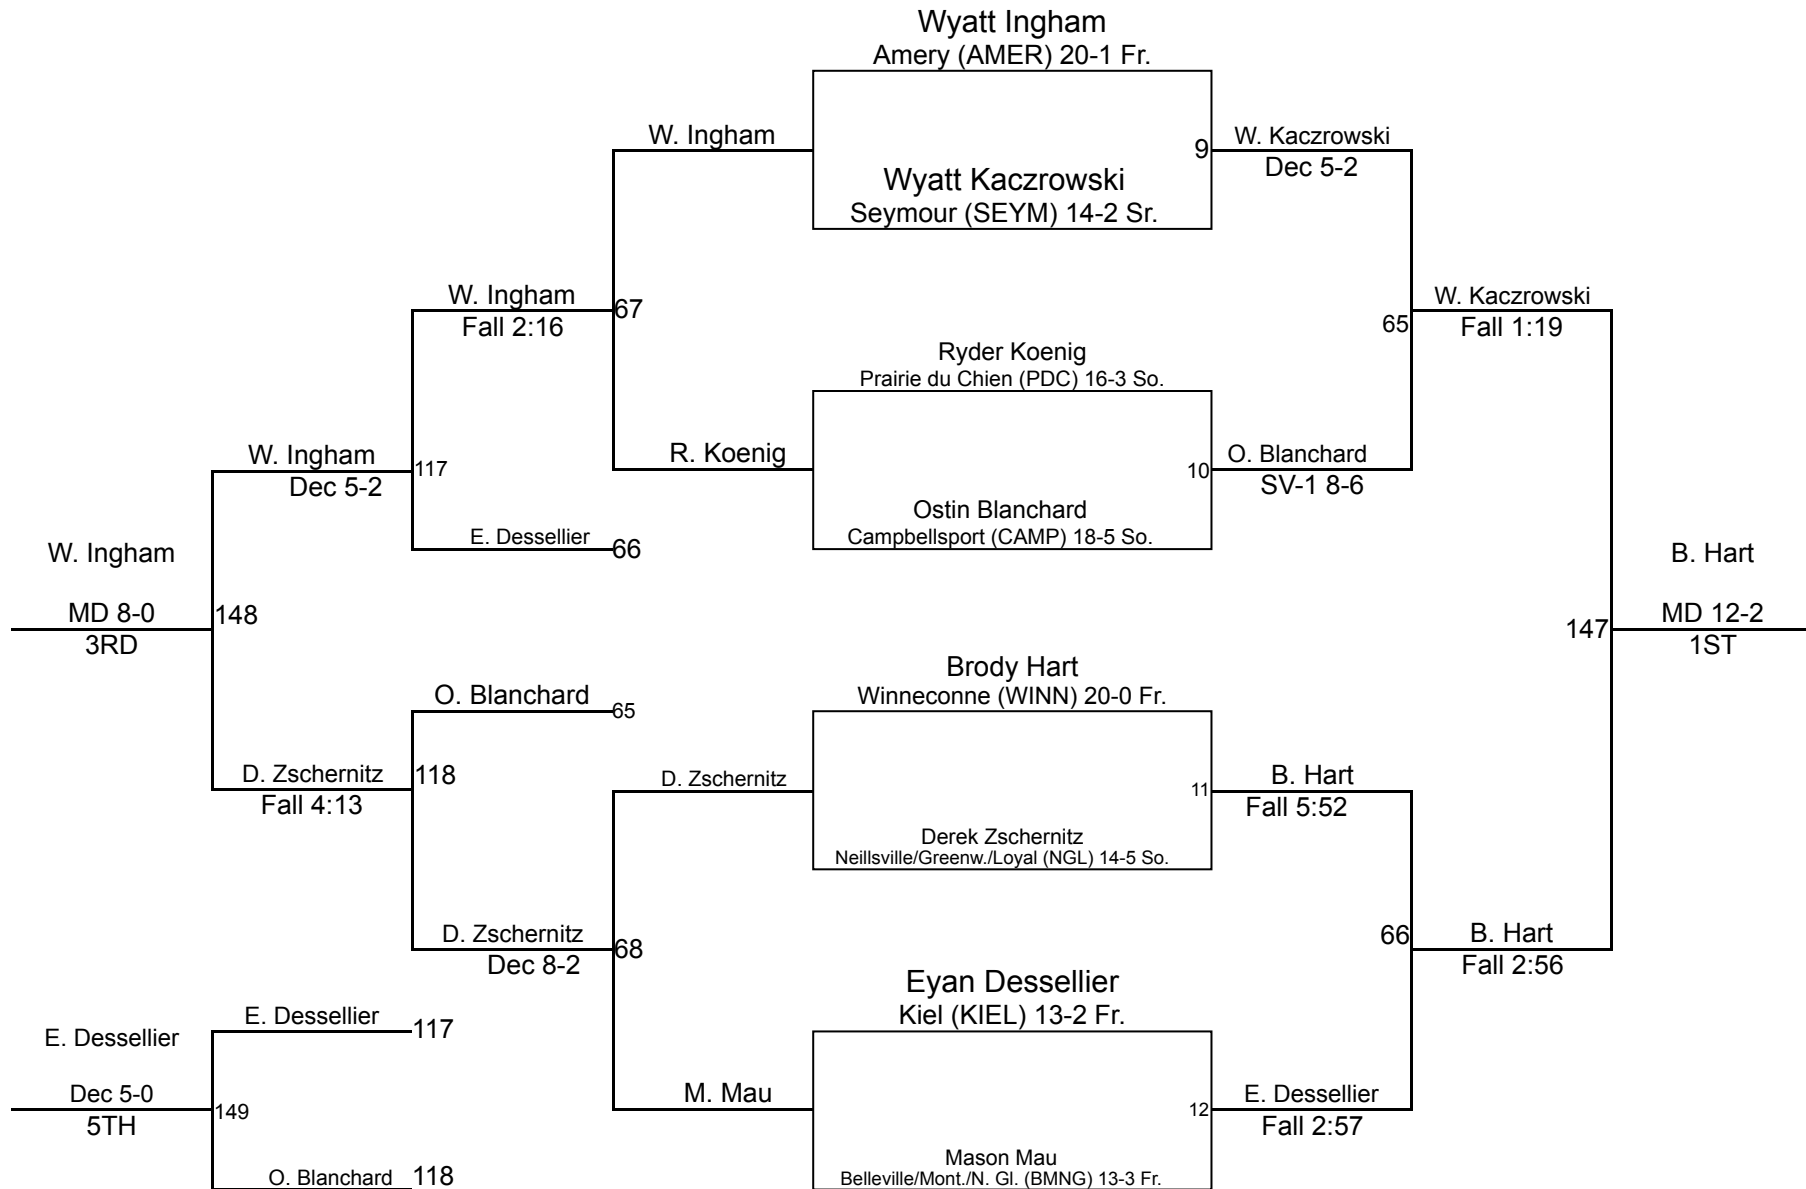 Wyatt Ingham
Amery (AMER) 20-1 Fr.
W. Ingham
9
W. Kaczrowski
Dec 5-2
Wyatt Kaczrowski
Seymour (SEYM) 14-2 Sr.
W. Ingham
Fall 2:16
67
65
W. Kaczrowski
Fall 1:19
Ryder Koenig
Prairie du Chien (PDC) 16-3 So.
W. Ingham
Dec 5-2
117
R. Koenig
10
O. Blanchard
SV-1 8-6
Ostin Blanchard
Campbellsport (CAMP) 18-5 So.
E. Dessellier
66
W. Ingham
MD 8-0
3RD
148
B. Hart
147
MD 12-2
1ST
O. Blanchard
65
Brody Hart
Winneconne (WINN) 20-0 Fr.
D. Zschernitz
Fall 4:13
118
D. Zschernitz
11
B. Hart
Fall 5:52
Derek Zschernitz
Neillsville/Greenw./Loyal (NGL) 14-5 So.
D. Zschernitz
Dec 8-2
68
66
B. Hart
Fall 2:56
Eyan Dessellier
Kiel (KIEL) 13-2 Fr.
E. Dessellier
117
E. Dessellier
Dec 5-0
5TH
149
M. Mau
12
E. Dessellier
Fall 2:57
Mason Mau
Belleville/Mont./N. Gl. (BMNG) 13-3 Fr.
O. Blanchard
118